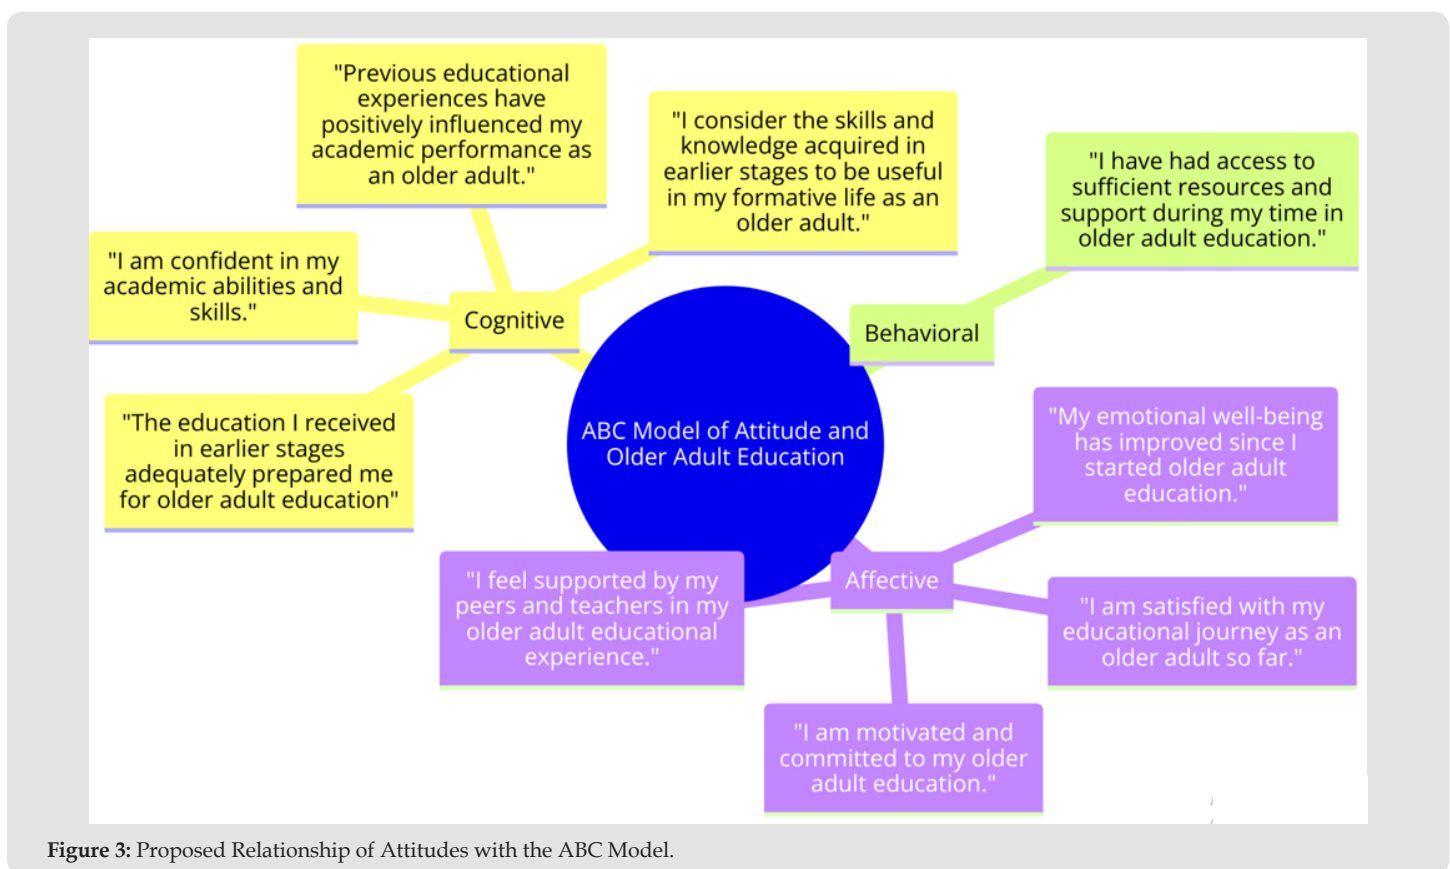 "Previous educational
experiences have
positively influenced my
academic performance as
an older adult."
"I consider the skills and
knowledge acquired in
earlier stages to be useful
in my formative life as an
older adult."
"I have had access to
sufficient resources and
support during my time in
older adult education."
"I am confident in my
academic abilities and
skills."
Cognitive
Behavioral
"The education I received
in earlier stages
adequately prepared me
for older adult education"
ABC Model of Attitude and
Older Adult Education
"My emotional well-being
has improved since I
started older adult
education."
"I feel supported by my
peers and teachers in my
older adult educational
experience."
Affective
"I am satisfied with my
educational journey as an
older adult so far."
"I am motivated and
committed to my older
adult education."
Figure 3: Proposed Relationship of Attitudes with the ABC Model.